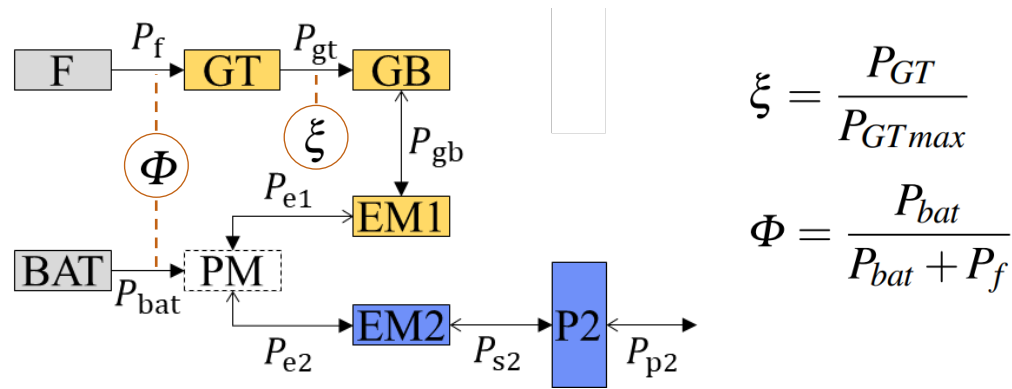 P_f P_gt
F GT GB
ξ
Φ
P_gb
P_e1
EM1
BAT PM
P_bat
EM2 P2
P_e2 P_s2 P_p2
ξ = P_GT / P_GTmax
Φ = P_bat / (P_bat + P_f)